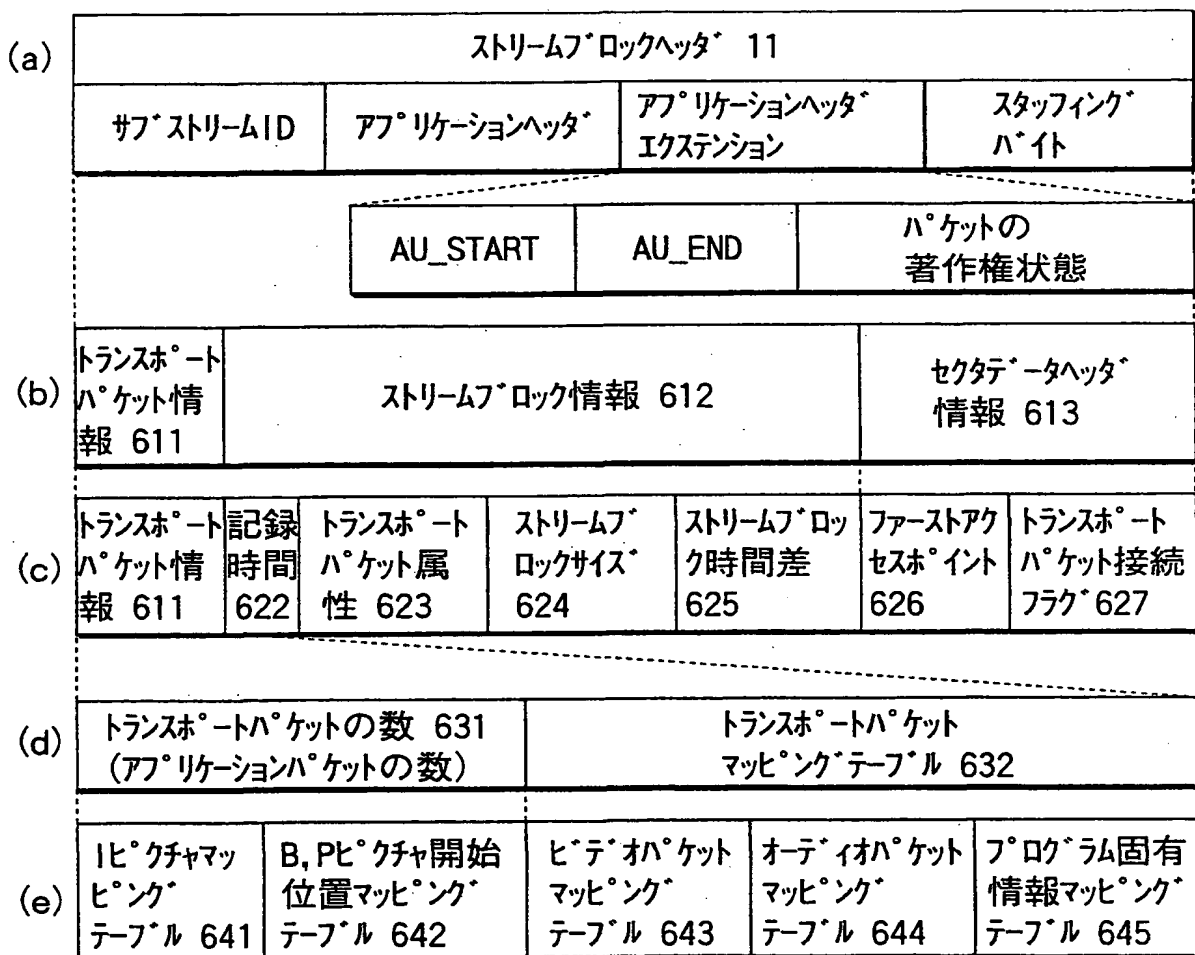 (a)
ストリームブロックヘッダ 11
サブストリームID
アプリケーションヘッダ
アプリケーションヘッダ
エクステンション
スタッフィング
バイト
AU_START
AU_END
パケットの
著作権状態
(b)
トランスポート
パケット情
報 611
ストリームブロック情報 612
セクタデータヘッダ
情報 613
(c)
トランスポート
パケット情
報 611
記録
時間
622
トランスポート
パケット属
性 623
ストリームブ
ロックサイズ
624
ストリームブロッ
ク時間差
625
ファーストアク
セスポイント
626
トランスポート
パケット接続
フラグ 627
(d)
トランスポートパケットの数 631
(アプリケーションパケットの数)
トランスポートパケット
マッピングテーブル 632
(e)
Iピクチャマッ
ピング
テーブル 641
B,Pピクチャ開始
位置マッピング
テーブル 642
ビデオパケット
マッピング
テーブル 643
オーディオパケット
マッピング
テーブル 644
プログラム固有
情報マッピング
テーブル 645